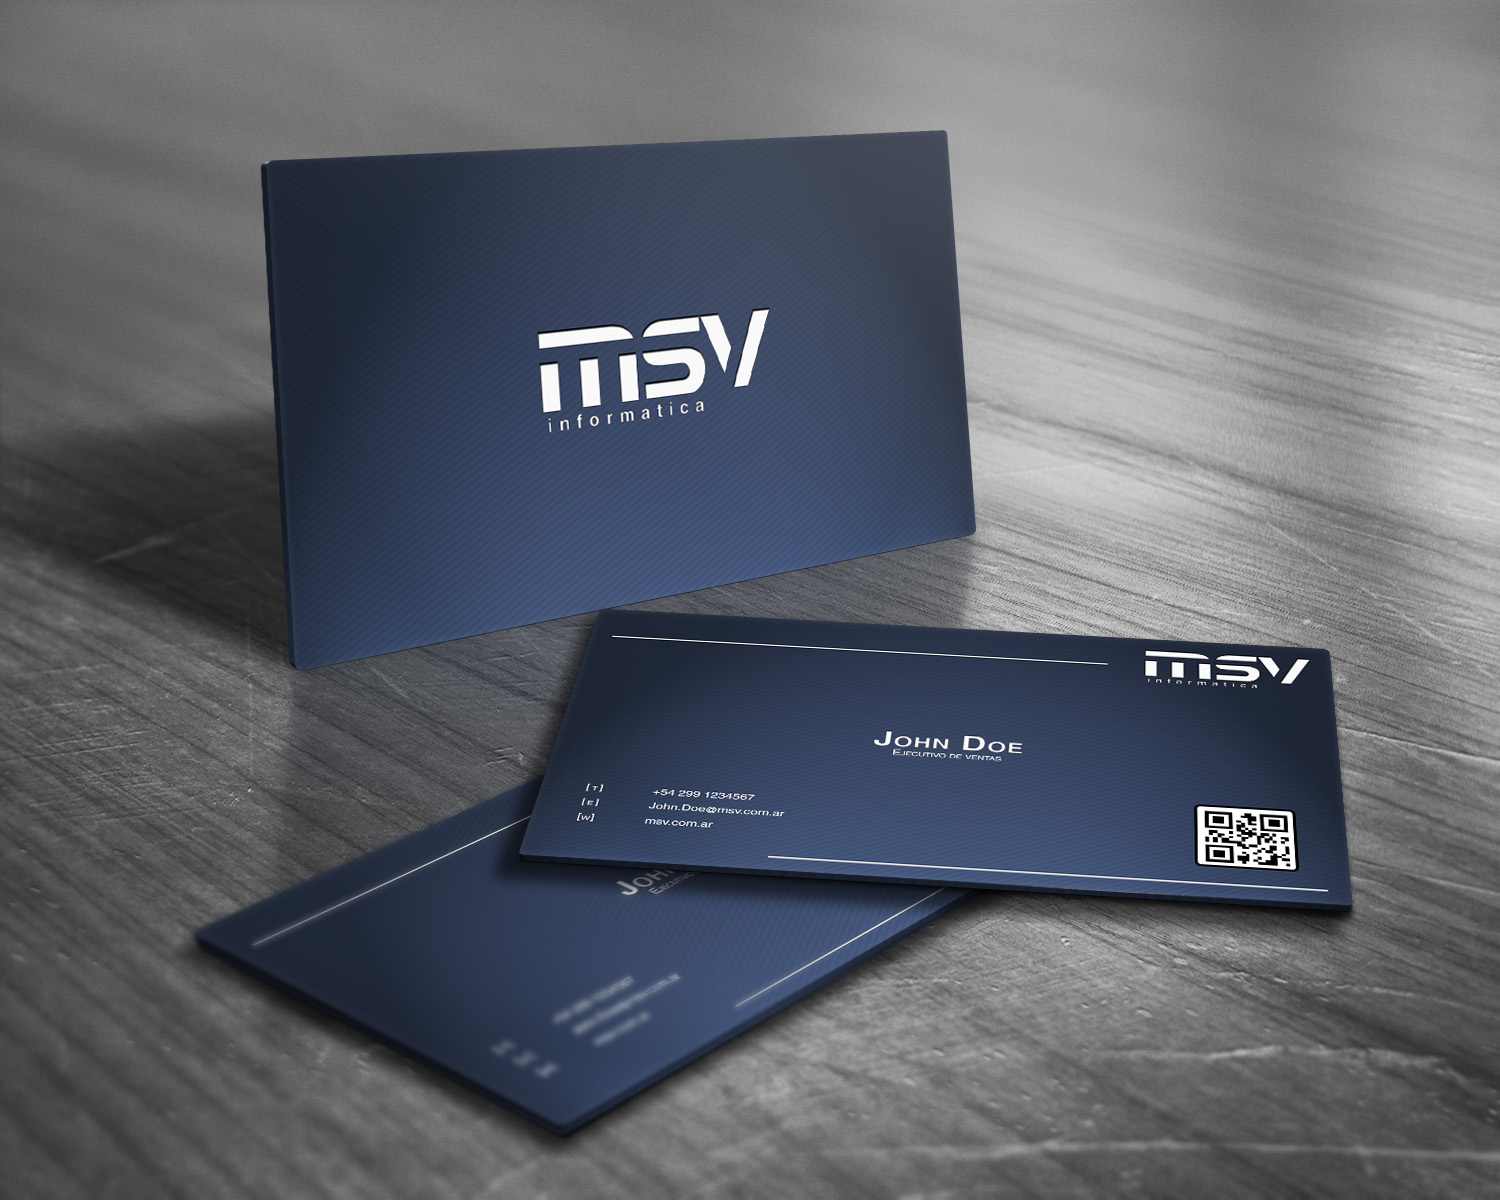 msv
informatica
msv
informatica
John Doe
Ejecutivo de ventas
[T] +54 299 1234567
[E] John.Doe@msv.com.ar
[W] msv.com.ar